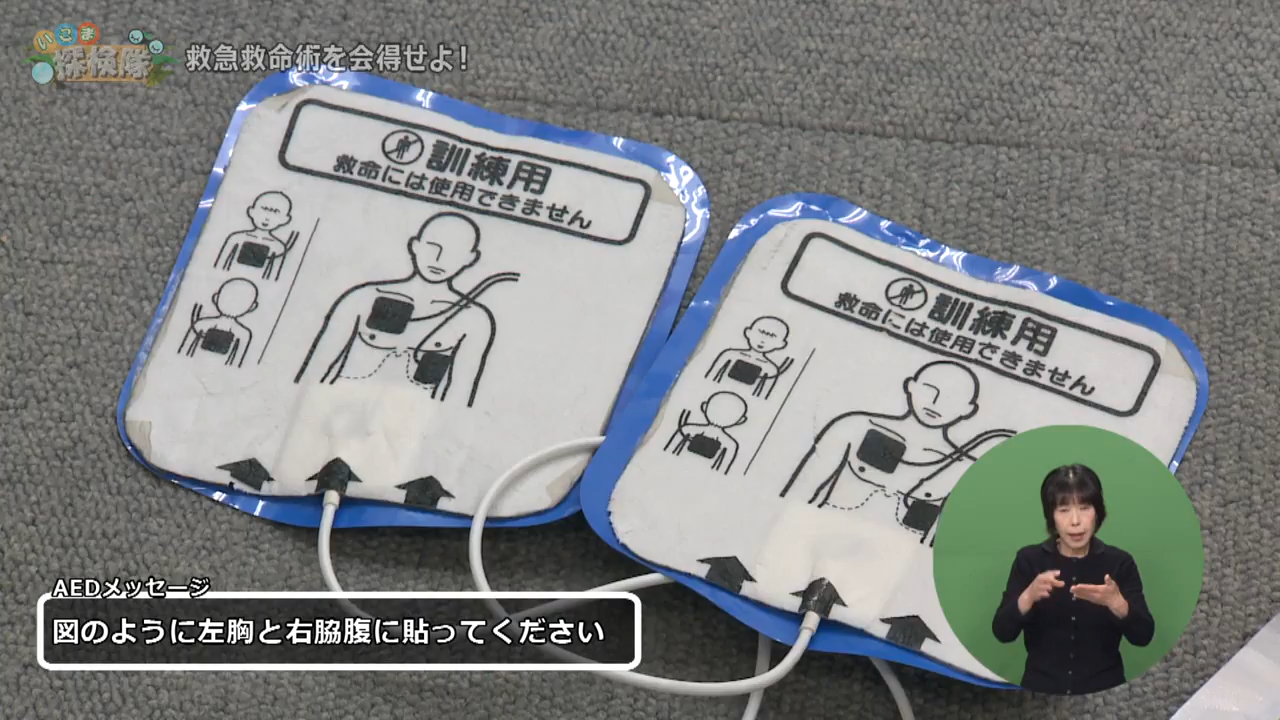 いこま
探検隊
救急救命術を会得せよ!
訓練用
救命には使用できません
訓練用
救命には使用できません
AEDメッセージ
図のように左胸と右脇腹に貼ってください